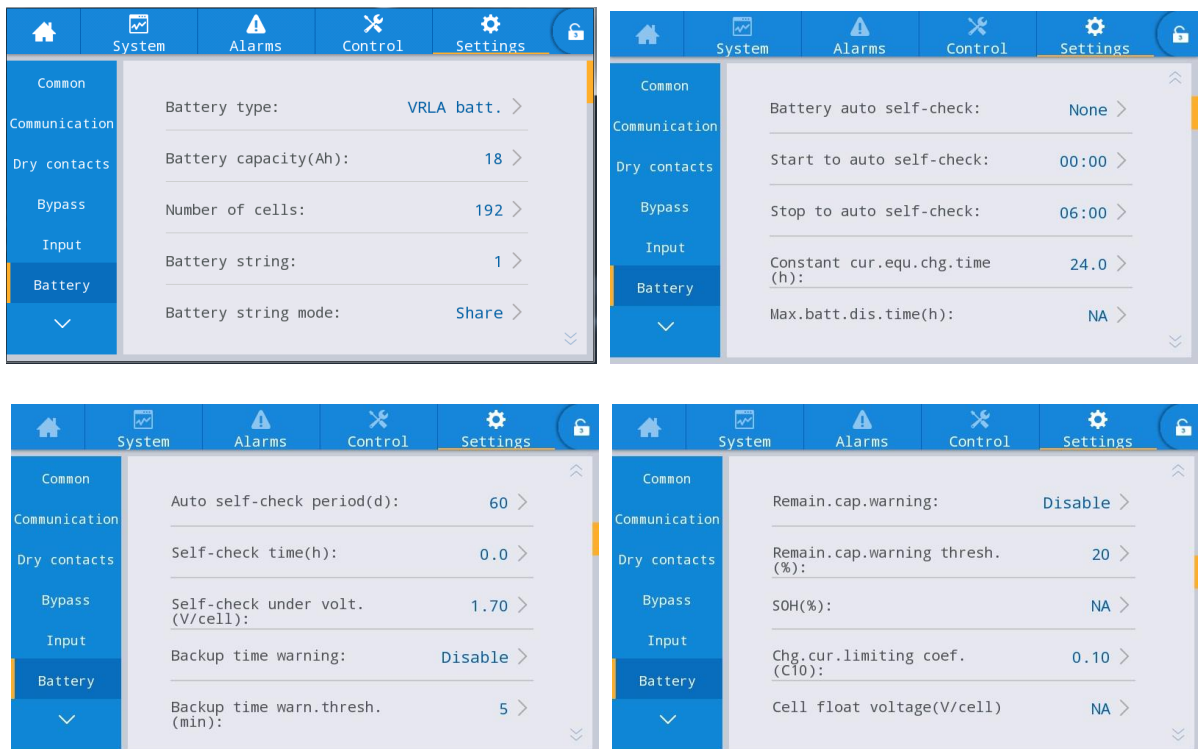 System Alarms Control Settings
Common
Communication
Dry contacts
Bypass
Input
Battery
Battery type: VRLA batt.
Battery capacity(Ah): 18
Number of cells: 192
Battery string: 1
Battery string mode: Share
System Alarms Control Settings
Common
Communication
Dry contacts
Bypass
Input
Battery
Battery auto self-check: None
Start to auto self-check: 00:00
Stop to auto self-check: 06:00
Constant cur.equ.chg.time 24.0
(h):
Max.batt.dis.time(h): NA
System Alarms Control Settings
Common
Communication
Dry contacts
Bypass
Input
Battery
Auto self-check period(d): 60
Self-check time(h): 0.0
Self-check under volt. 1.70
(V/cell):
Backup time warning: Disable
Backup time warn.thresh. 5
(min):
System Alarms Control Settings
Common
Communication
Dry contacts
Bypass
Input
Battery
Remain.cap.warning: Disable
Remain.cap.warning thresh. 20
(%):
SOH(%): NA
Chg.cur.limiting coef. 0.10
(C10):
Cell float voltage(V/cell) NA